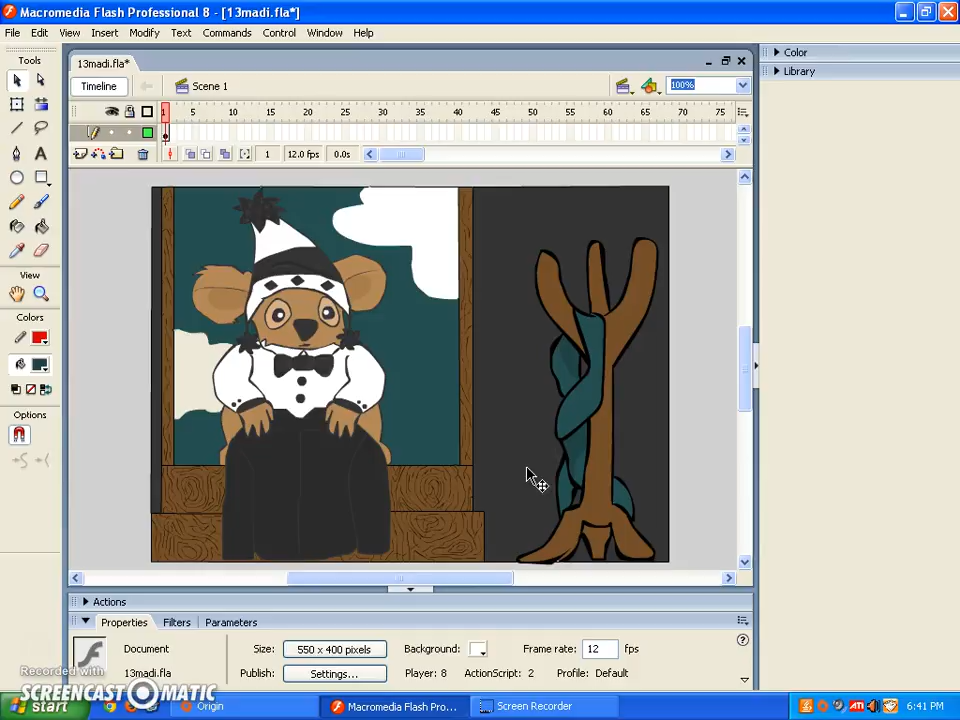 Macromedia Flash Professional 8 - [13madi.fla*]
File Edit View Insert Modify Text Commands Control Window Help
Tools
13madi.fla*
Timeline
Scene 1
100%
1 5 10 15 20 25 30 35 40 45 50 55 60 65 70 75
1 12.0 fps 0.0s
Color
Library
View
Colors
Options
Actions
Properties Filters Parameters
Document
13madi.fla
Size: 550 x 400 pixels Background: Frame rate: 12 fps
Publish: Settings... Player: 8 ActionScript: 2 Profile: Default
Recorded with
SCREENCAST MATIC
start
Origin
Macromedia Flash Pro...
Screen Recorder
6:41 PM